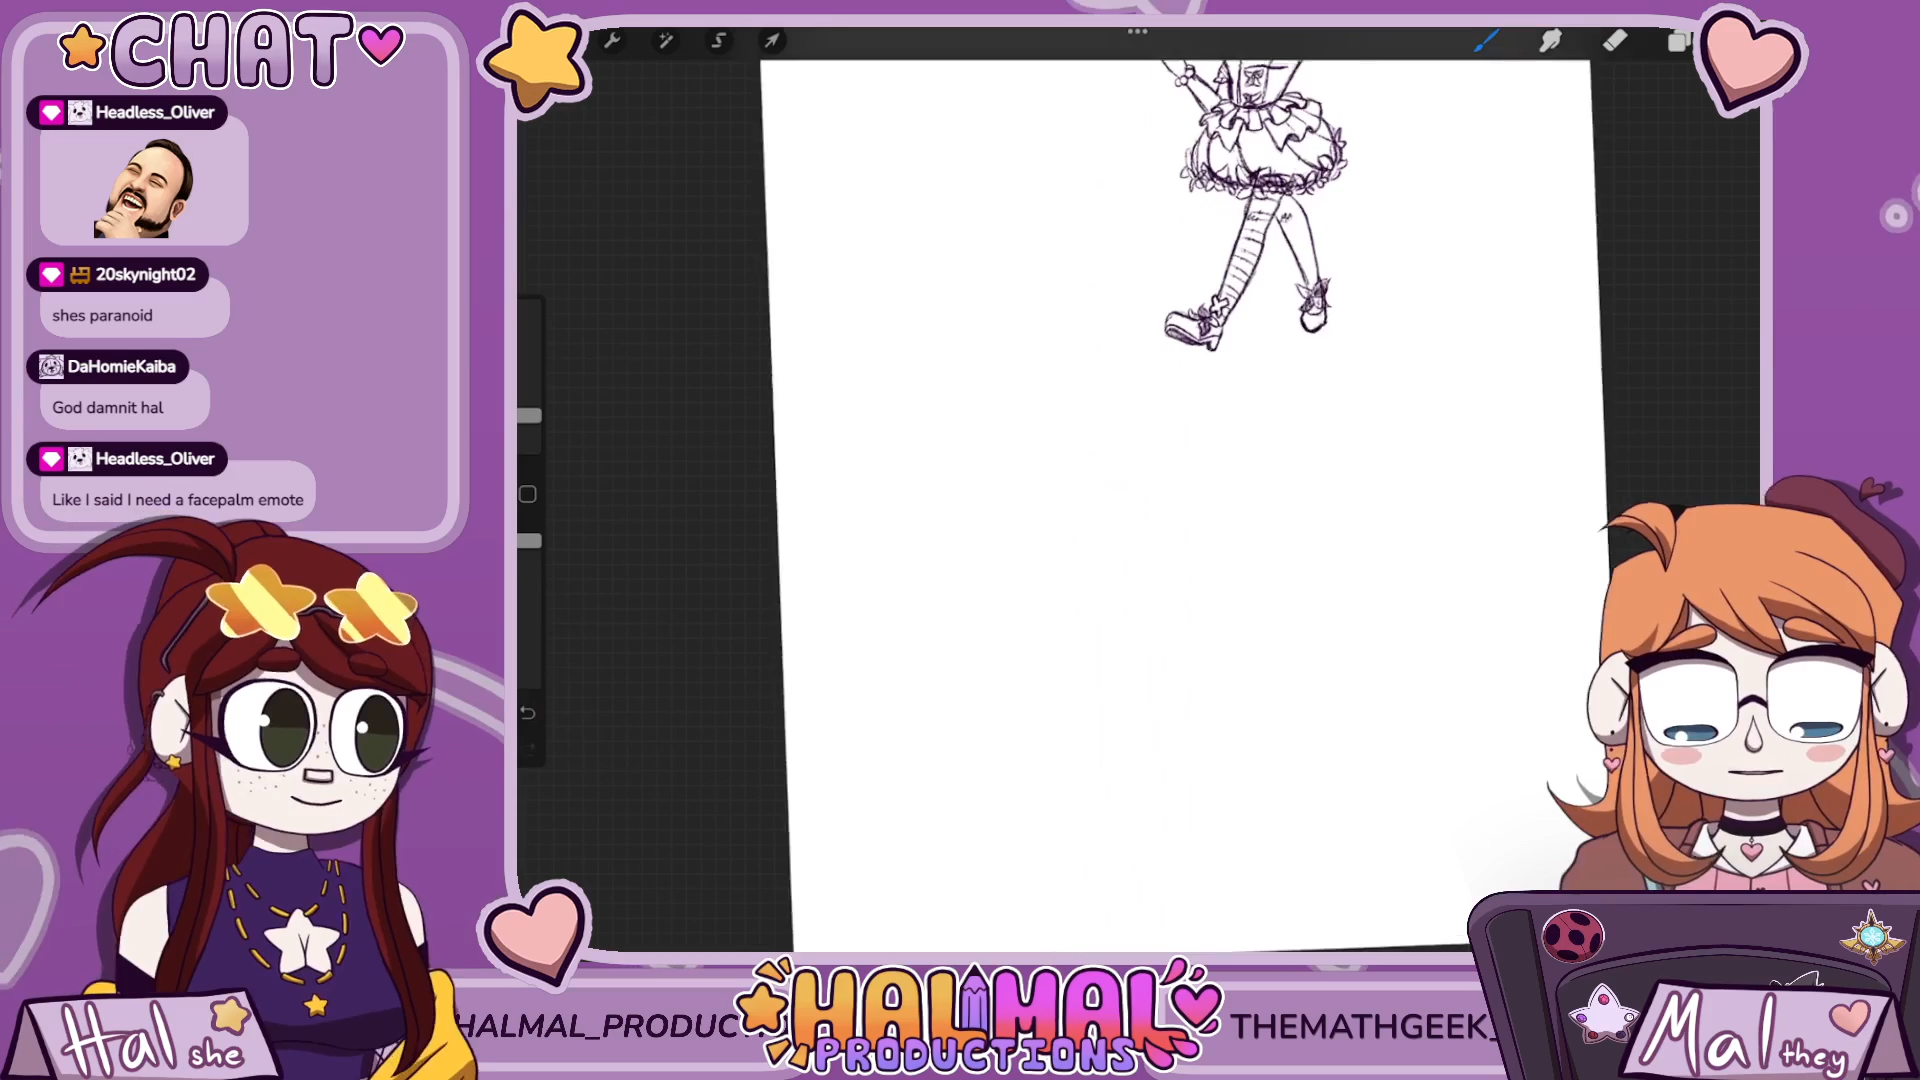 CHAT
Headless_Oliver
20skynight02
shes paranoid
DaHomieKaiba
God damnit hal
Headless_Oliver
Like I said I need a facepalm emote
Hal she
HALMAL_PRODUC
HALMAL
PRODUCTIONS
THEMATHGEEK_
Mal they